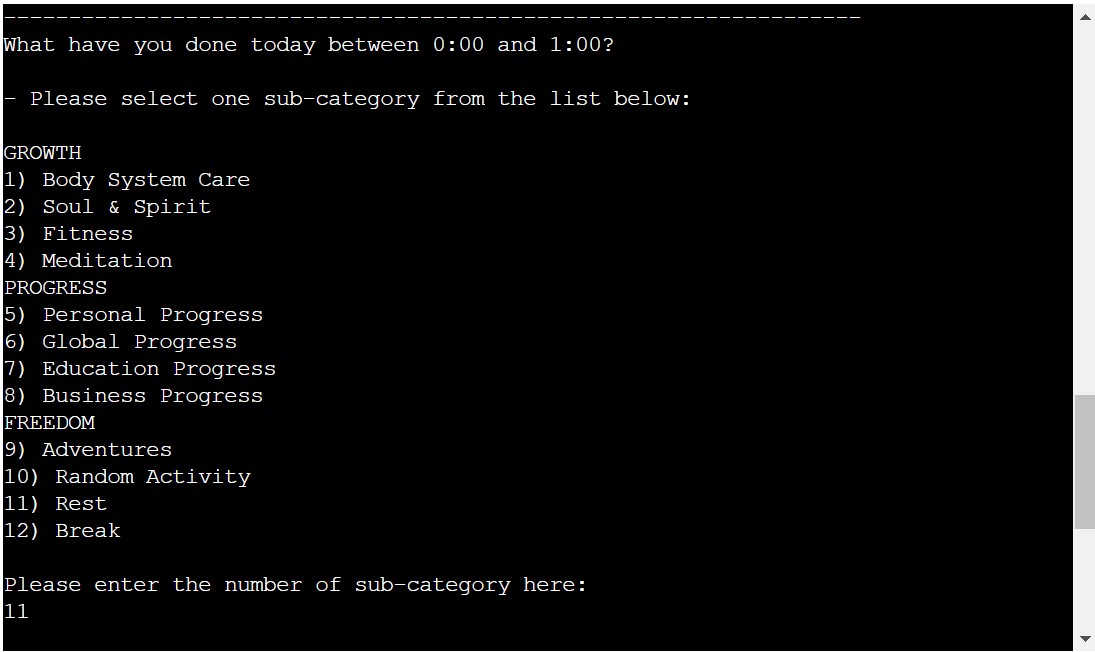 ------------------------------------------------------------------
What have you done today between 0:00 and 1:00?
- Please select one sub-category from the list below:
GROWTH
1) Body System Care
2) Soul & Spirit
3) Fitness
4) Meditation
PROGRESS
5) Personal Progress
6) Global Progress
7) Education Progress
8) Business Progress
FREEDOM
9) Adventures
10) Random Activity
11) Rest
12) Break
Please enter the number of sub-category here:
11